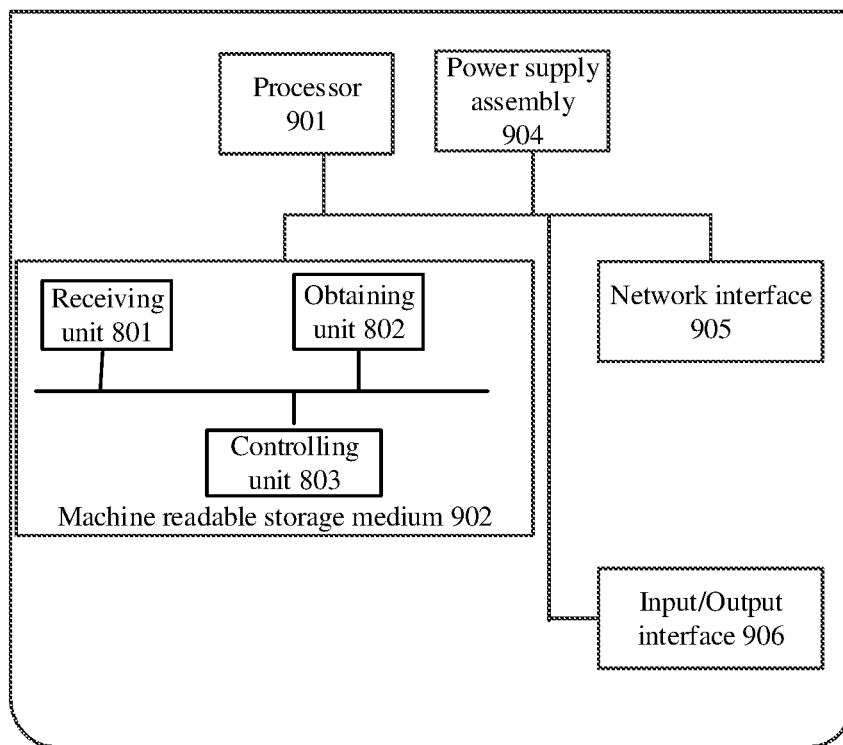 Processor
901
Power supply
assembly
904
Receiving
unit 801
Obtaining
unit 802
Controlling
unit 803
Machine readable storage medium 902
Network interface
905
Input/Output
interface 906